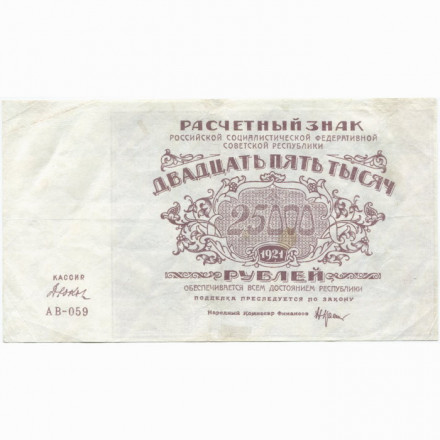 РАСЧЕТНЫЙ ЗНАК
РОССИЙСКОЙ СОЦИАЛИСТИЧЕСКОЙ ФЕДЕРАТИВНОЙ
СОВЕТСКОЙ РЕСПУБЛИКИ
ДВАДЦАТЬ ПЯТЬ ТЫСЯЧ
25000
1921
РУБЛЕЙ
ОБЕСПЕЧИВАЕТСЯ ВСЕМ ДОСТОЯНИЕМ РЕСПУБЛИКИ
ПОДДЕЛКА ПРЕСЛЕДУЕТСЯ ПО ЗАКОНУ
Народный Комиссар Финансов
КАССИР
АВ-059